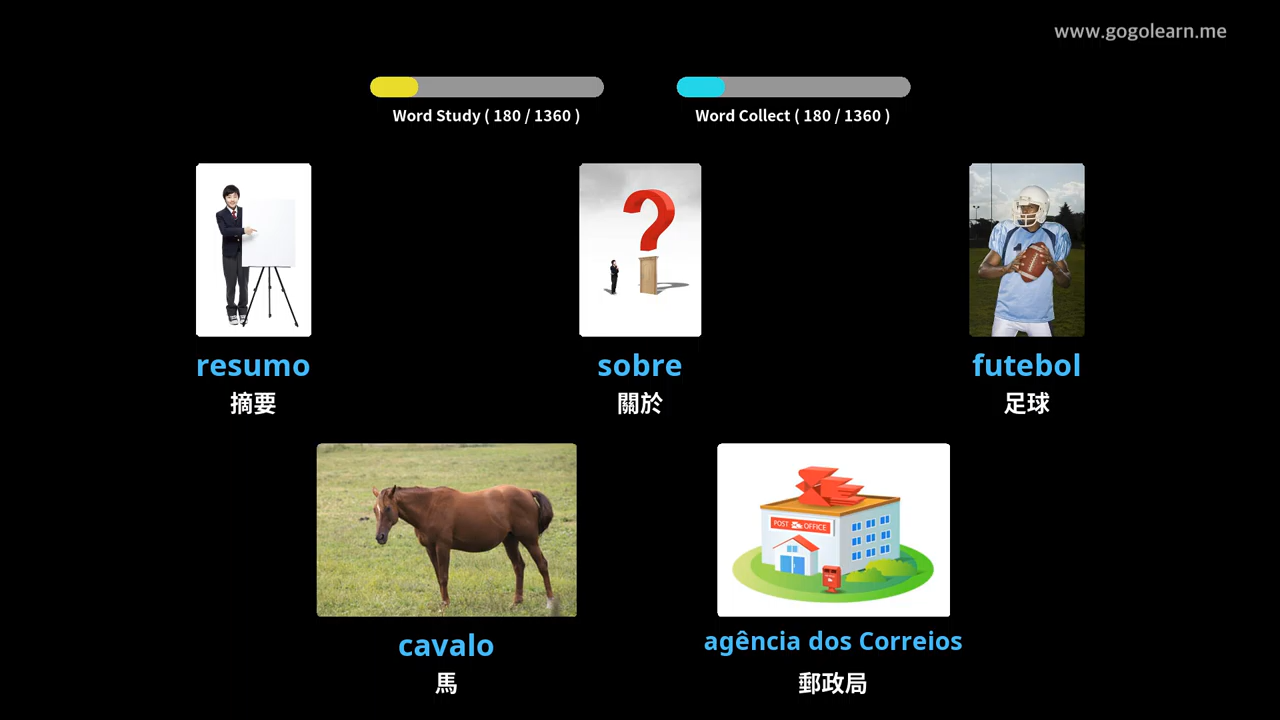 www.gogolearn.me
Word Study ( 180 / 1360 )
Word Collect ( 180 / 1360 )
resumo
摘要
sobre
關於
futebol
足球
POST OFFICE
cavalo
馬
agência dos Correios
郵政局